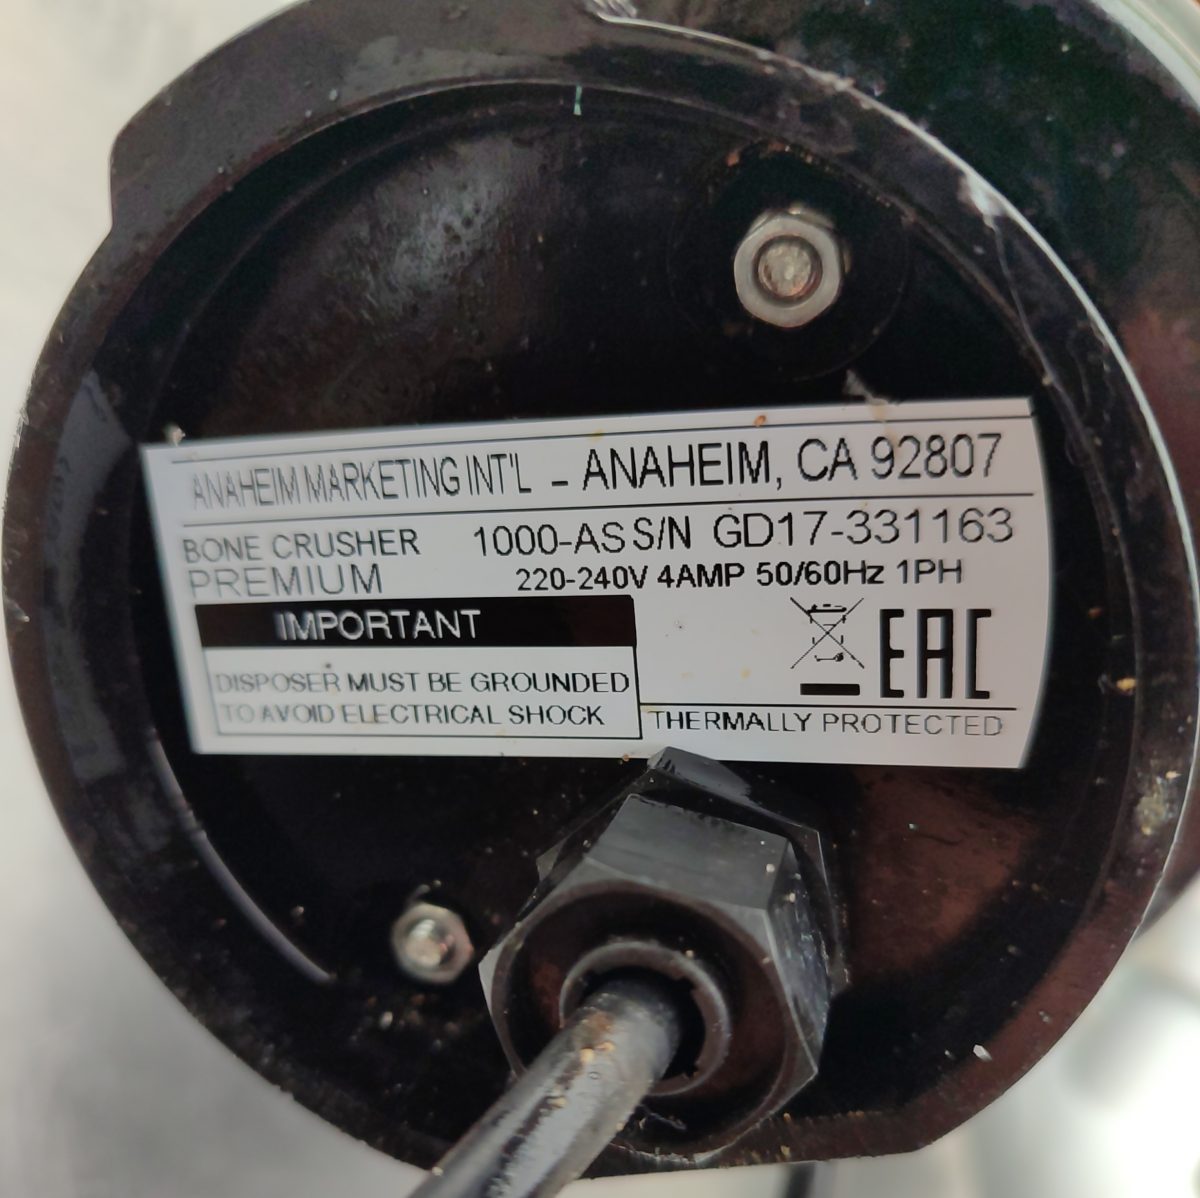 ANAHEIM MARKETING INT'L - ANAHEIM, CA 92807
BONE CRUSHER 1000-AS S/N GD17-331163
PREMIUM 220-240V 4AMP 50/60Hz 1PH
IMPORTANT
DISPOSER MUST BE GROUNDED
TO AVOID ELECTRICAL SHOCK
EAC
THERMALLY PROTECTED